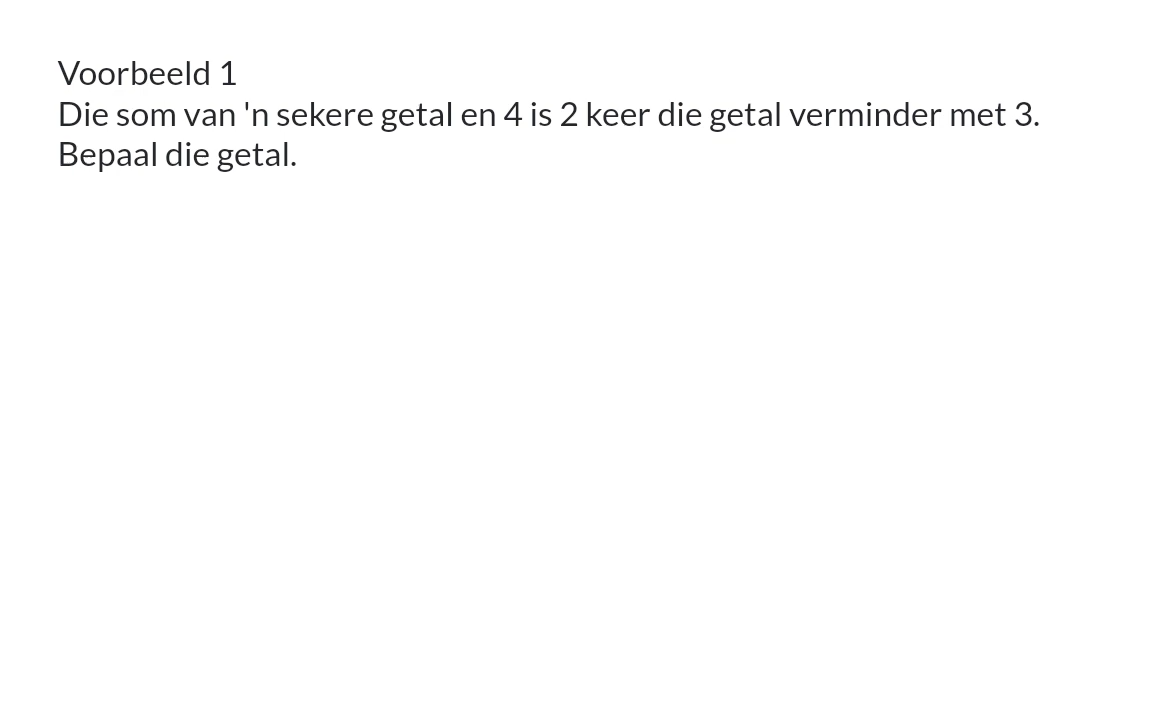 Voorbeeld 1
Die som van 'n sekere getal en 4 is 2 keer die getal verminder met 3.
Bepaal die getal.